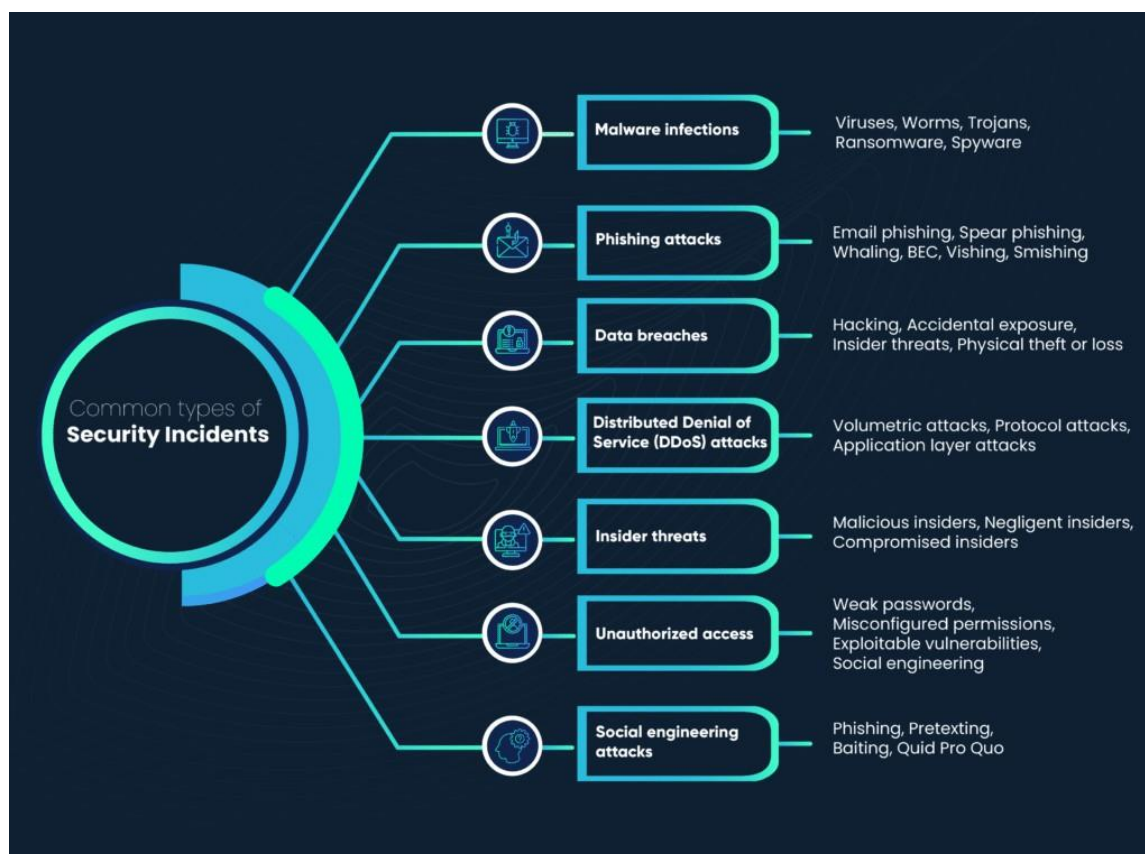 Common types of
Security Incidents
Malware infections
Viruses, Worms, Trojans,
Ransomware, Spyware
Phishing attacks
Email phishing, Spear phishing,
Whaling, BEC, Vishing, Smishing
Data breaches
Hacking, Accidental exposure,
Insider threats, Physical theft or loss
Distributed Denial of
Service (DDoS) attacks
Volumetric attacks, Protocol attacks,
Application layer attacks
Insider threats
Malicious insiders, Negligent insiders,
Compromised insiders
Unauthorized access
Weak passwords,
Misconfigured permissions,
Exploitable vulnerabilities,
Social engineering
Social engineering
attacks
Phishing, Pretexting,
Baiting, Quid Pro Quo